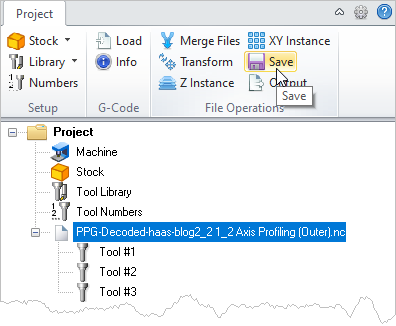 Project
Stock Load Merge Files XY Instance
Library Info Transform Save
Numbers Z Instance Output
Save
Setup G-Code File Operations
Project
Machine
Stock
Tool Library
Tool Numbers
PPG-Decoded-haas-blog2_2 1_2 Axis Profiling (Outer).nc
Tool #1
Tool #2
Tool #3